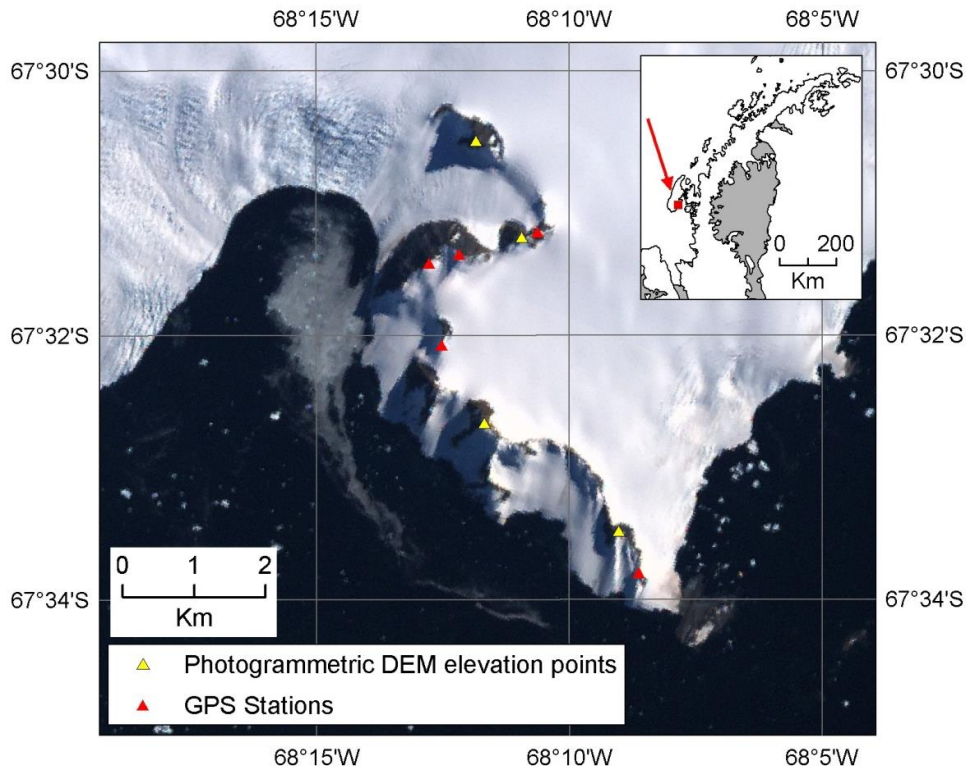 68°15'W 68°10'W 68°5'W
67°30'S 67°30'S
0 200
Km
67°32'S 67°32'S
0 1 2
Km
67°34'S 67°34'S
Photogrammetric DEM elevation points
GPS Stations
68°15'W 68°10'W 68°5'W